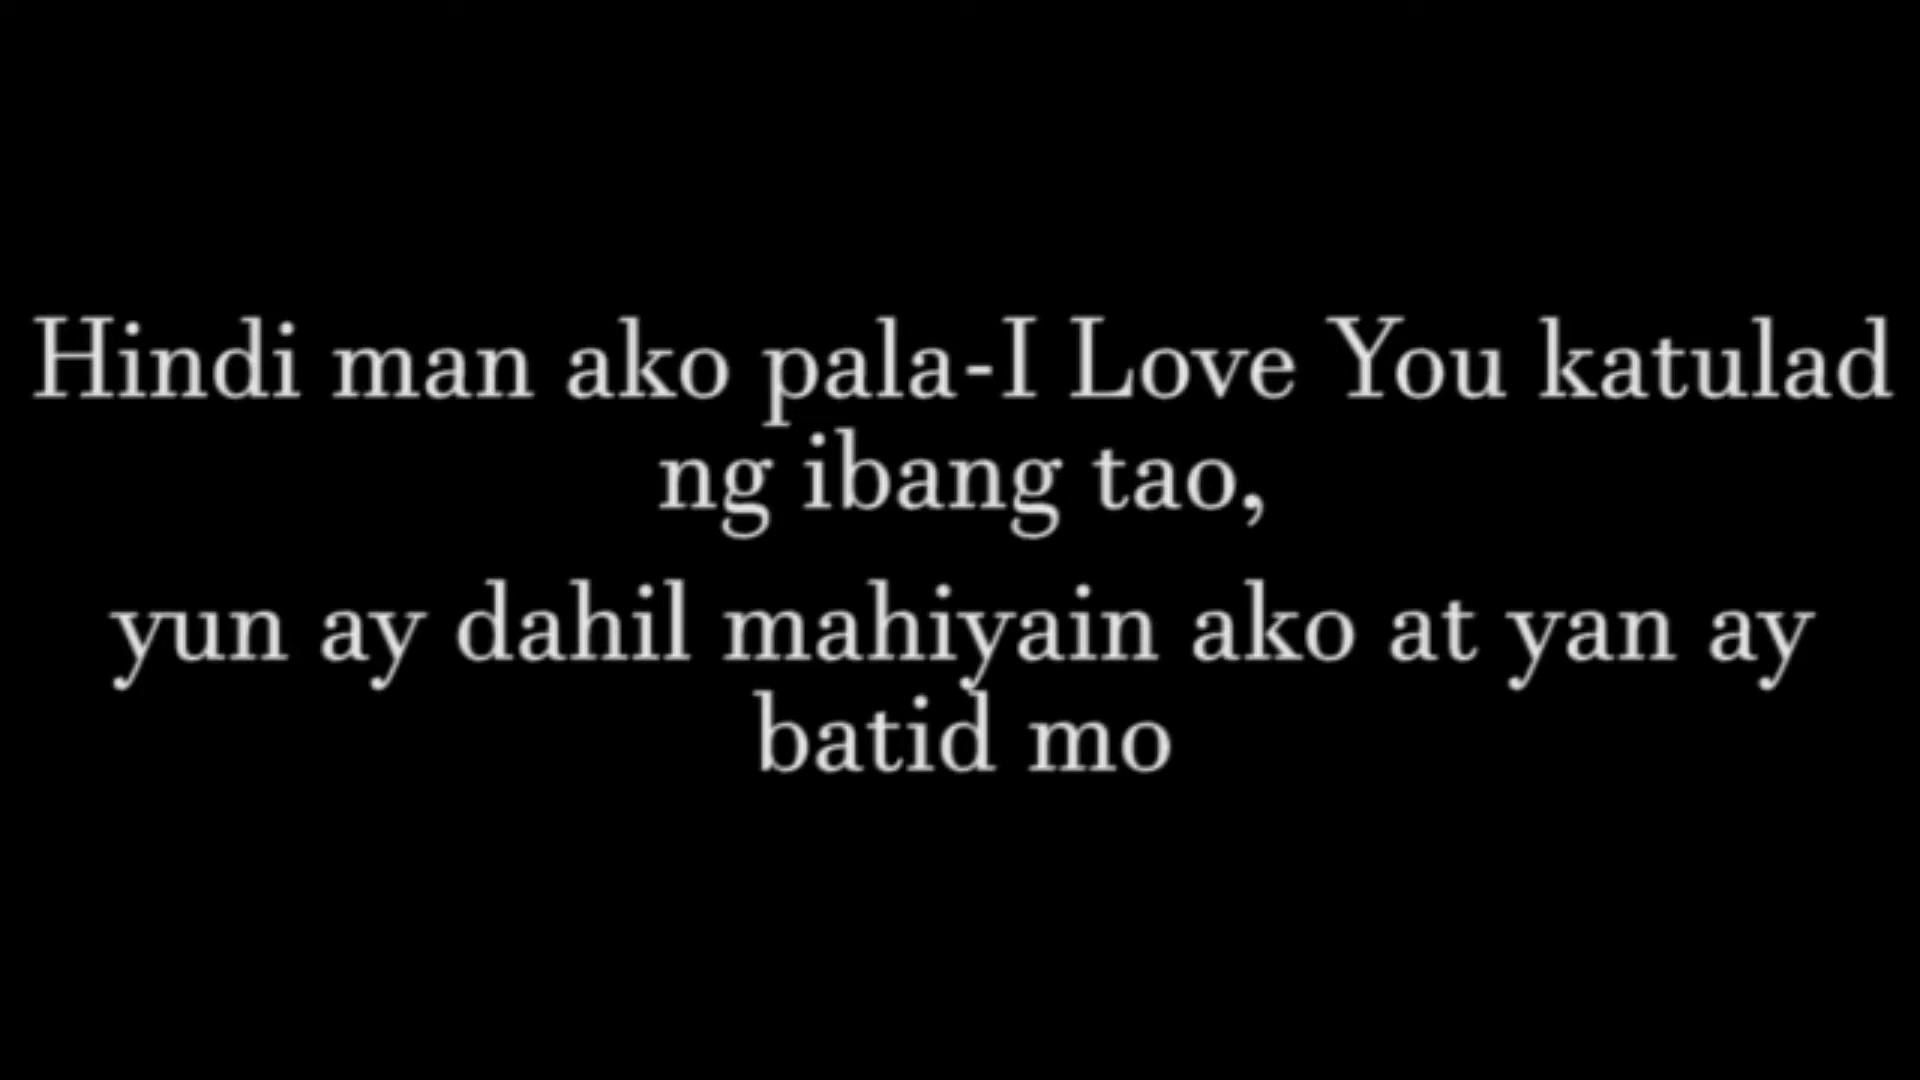 Hindi man ako pala-I Love You katulad
ng ibang tao,
yun ay dahil mahiyain ako at yan ay
batid mo